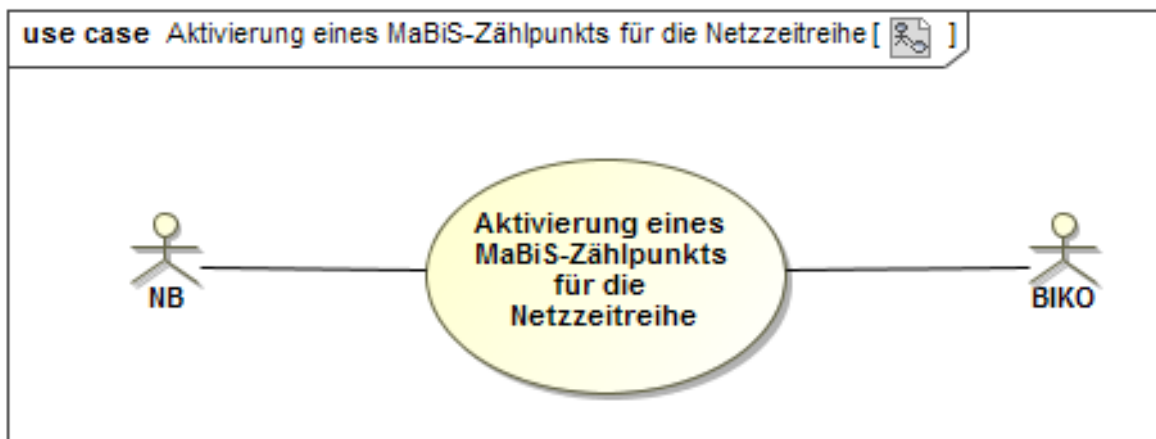 use case Aktivierung eines MaBiS-Zählpunkts für die Netzzeitreihe [ ]
Aktivierung eines
MaBiS-Zählpunkts
für die
Netzzeitreihe
NB
BIKO